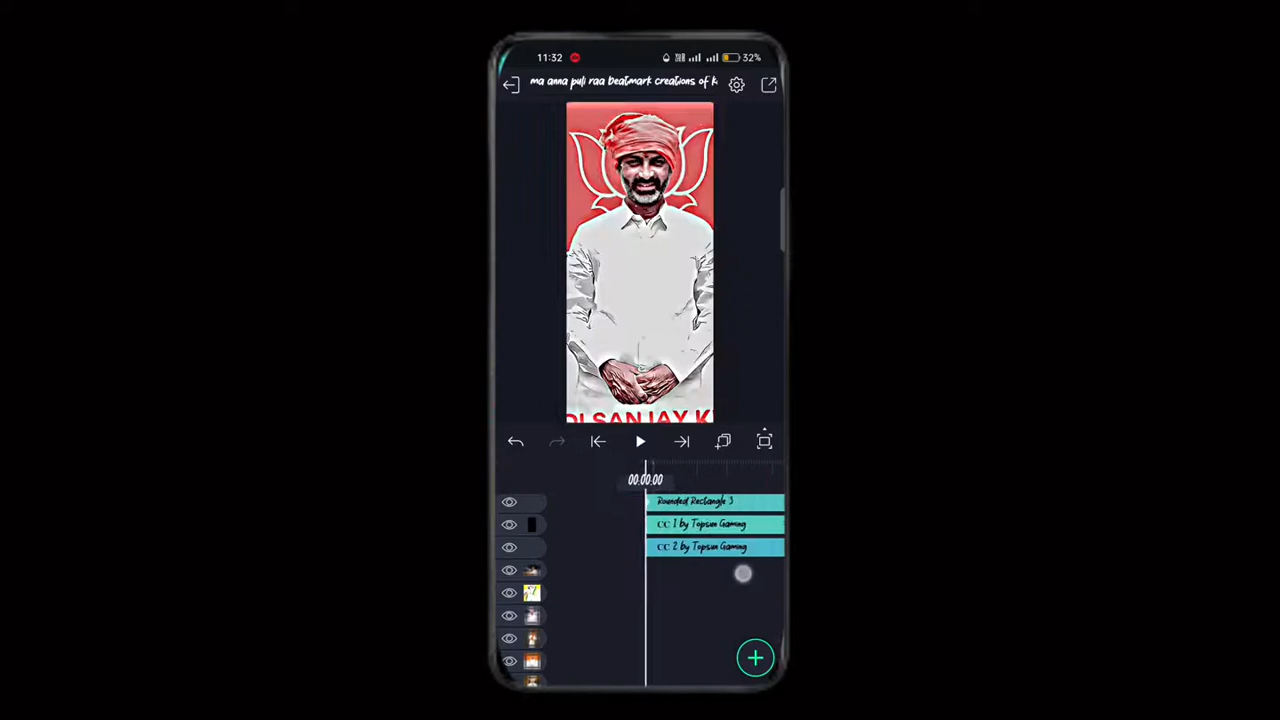 11:32
32%
ma anna puli raa beatmark creations of k
DI SANJAY K
00:00:00
Rounded Rectangle 3
CC 1 by Topsun Gaming
CC 2 by Topsun Gaming